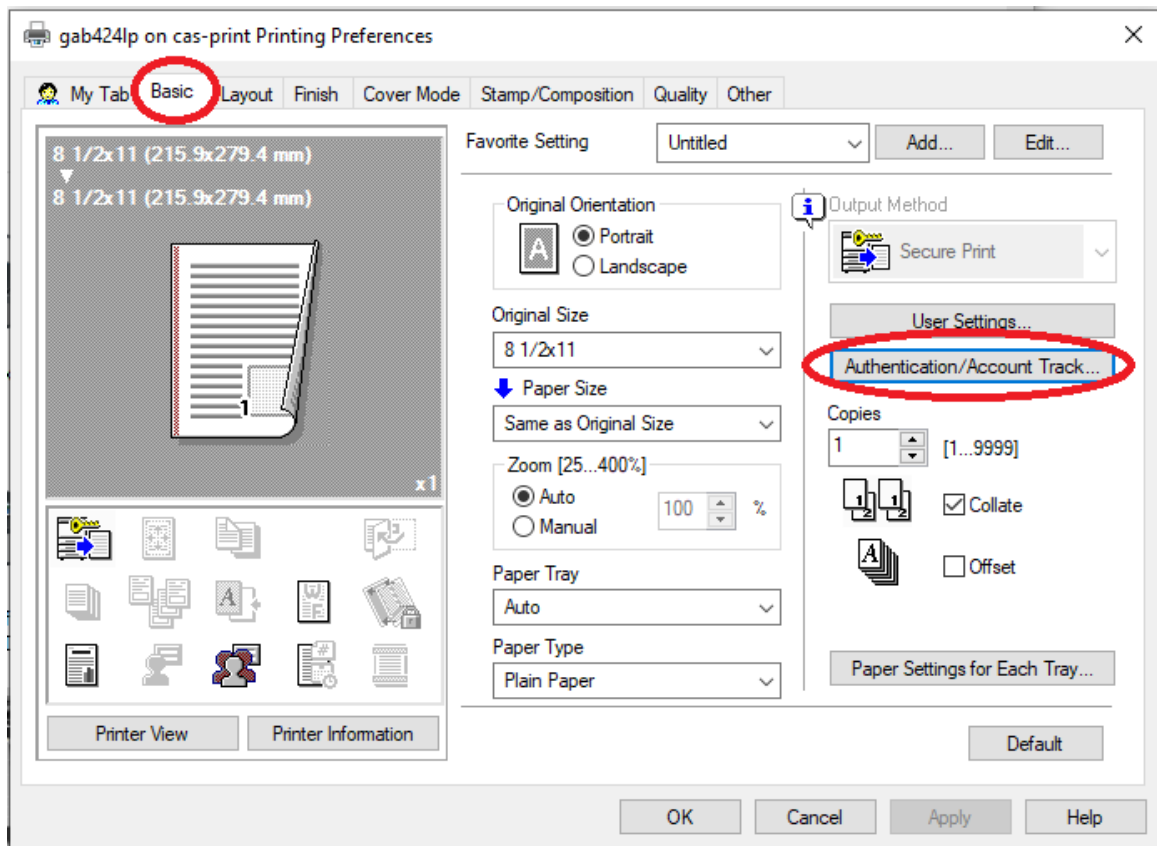 gab424lp on cas-print Printing Preferences
My Tab Basic Layout Finish Cover Mode Stamp/Composition Quality Other
8 1/2x11 (215.9x279.4 mm)
8 1/2x11 (215.9x279.4 mm)
1
x1
Printer View Printer Information
Favorite Setting Untitled Add... Edit...
Original Orientation
A
Portrait
Landscape
Original Size
8 1/2x11
Paper Size
Same as Original Size
Zoom [25...400%]
Auto
Manual
100 %
Paper Tray
Auto
Paper Type
Plain Paper
Output Method
Secure Print
User Settings...
Authentication/Account Track...
Copies
1 [1...9999]
Collate
Offset
Paper Settings for Each Tray...
Default
OK Cancel Apply Help